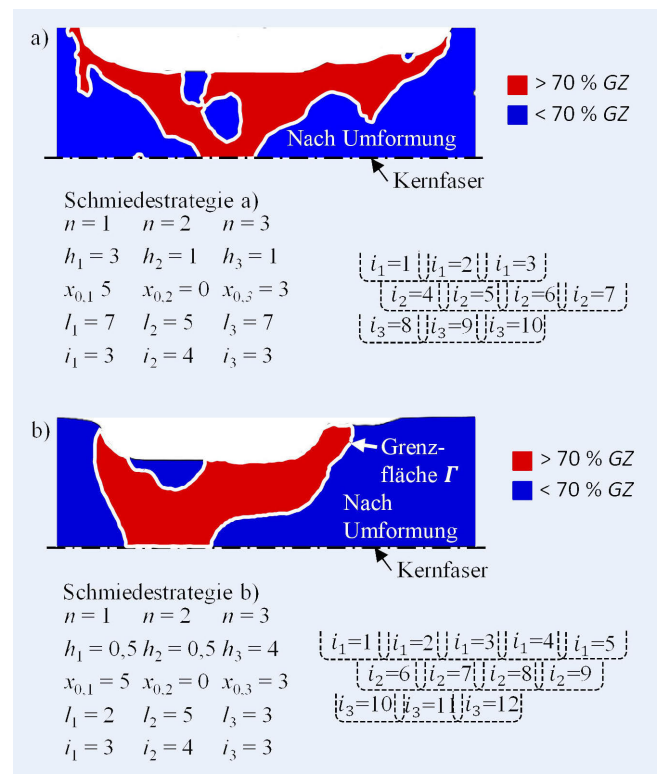 a)
> 70 % GZ
< 70 % GZ
Nach Umformung
Kernfaser
Schmiedestrategie a)
n = 1 n = 2 n = 3
h₁ = 3 h₂ = 1 h₃ = 1
x₀,₁ 5 x₀,₂ = 0 x₀,₃ = 3
l₁ = 7 l₂ = 5 l₃ = 7
i₁ = 3 i₂ = 4 i₃ = 3
i₁=1 i₁=2 i₁=3
i₂=4 i₂=5 i₂=6 i₂=7
i₃=8 i₃=9 i₃=10
b)
Grenz-
fläche Γ
> 70 % GZ
< 70 % GZ
Nach
Umformung
Kernfaser
Schmiedestrategie b)
n = 1 n = 2 n = 3
h₁ = 0,5 h₂ = 0,5 h₃ = 4
x₀,₁ = 5 x₀,₂ = 0 x₀,₃ = 3
l₁ = 2 l₂ = 5 l₃ = 3
i₁ = 3 i₂ = 4 i₃ = 3
i₁=1 i₁=2 i₁=3 i₁=4 i₁=5
i₂=6 i₂=7 i₂=8 i₂=9
i₃=10 i₃=11 i₃=12